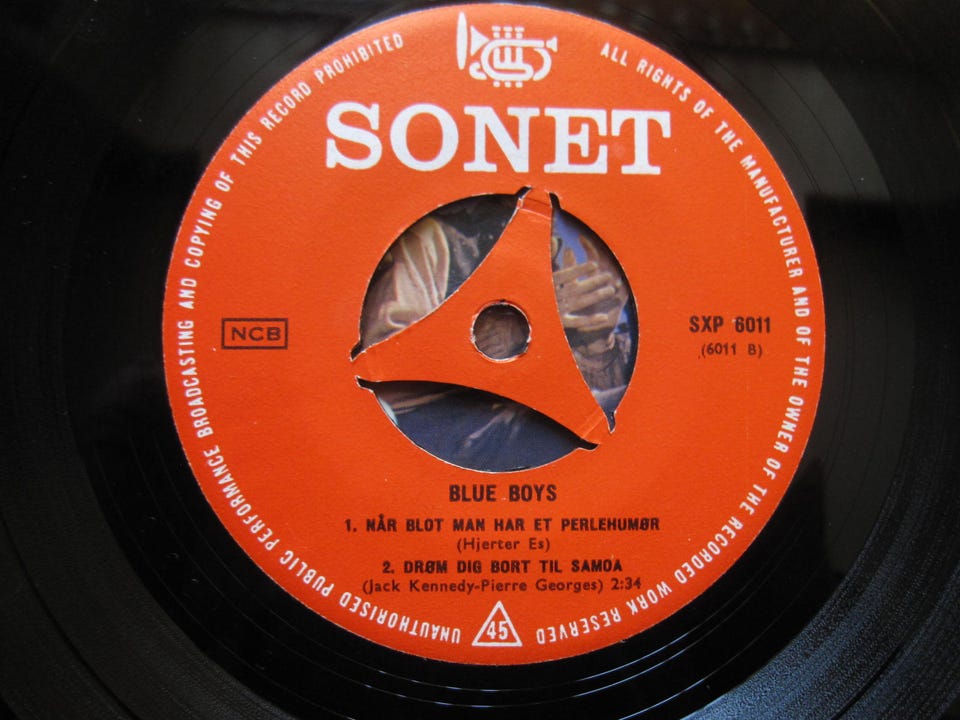 SONET
UNAUTHORISED PUBLIC PERFORMANCE BROADCASTING AND COPYING OF THIS RECORD PROHIBITED
ALL RIGHTS OF THE MANUFACTURER AND OF THE OWNER OF THE RECORDED WORK RESERVED
NCB
SXP 6011
(6011 B)
BLUE BOYS
1. NÅR BLOT MAN HAR ET PERLEHUMØR
(Hjerter Es)
2. DRØM DIG BORT TIL SAMOA
(Jack Kennedy-Pierre Georges) 2:34
45